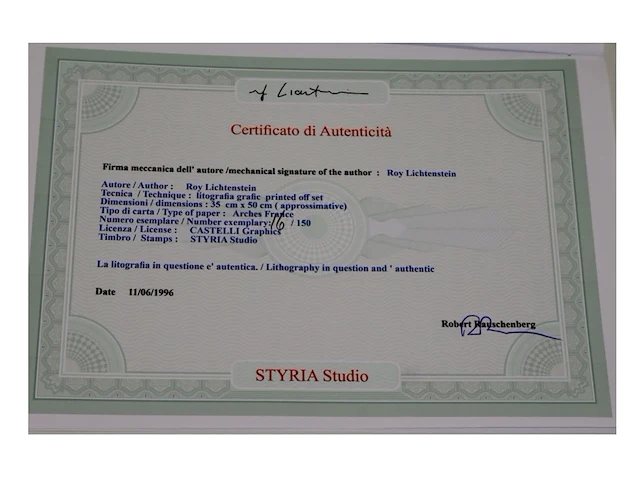 Certificato di Autenticità
Firma meccanica dell' autore /mechanical signature of the author : Roy Lichtenstein
Autore / Author : Roy Lichtenstein
Tecnica / Technique : litografia grafic printed off set
Dimensioni / dimensions : 35 cm x 50 cm ( approssimative)
Tipo di carta / Type of paper : Arches France
Numero esemplare / Number exemplary: 116 / 150
Licenza / License : CASTELLI Graphics
Timbro / Stamps : STYRIA Studio
La litografia in questione e' autentica. / Lithography in question and ' authentic
Date 11/06/1996
Robert Rauschenberg
STYRIA Studio